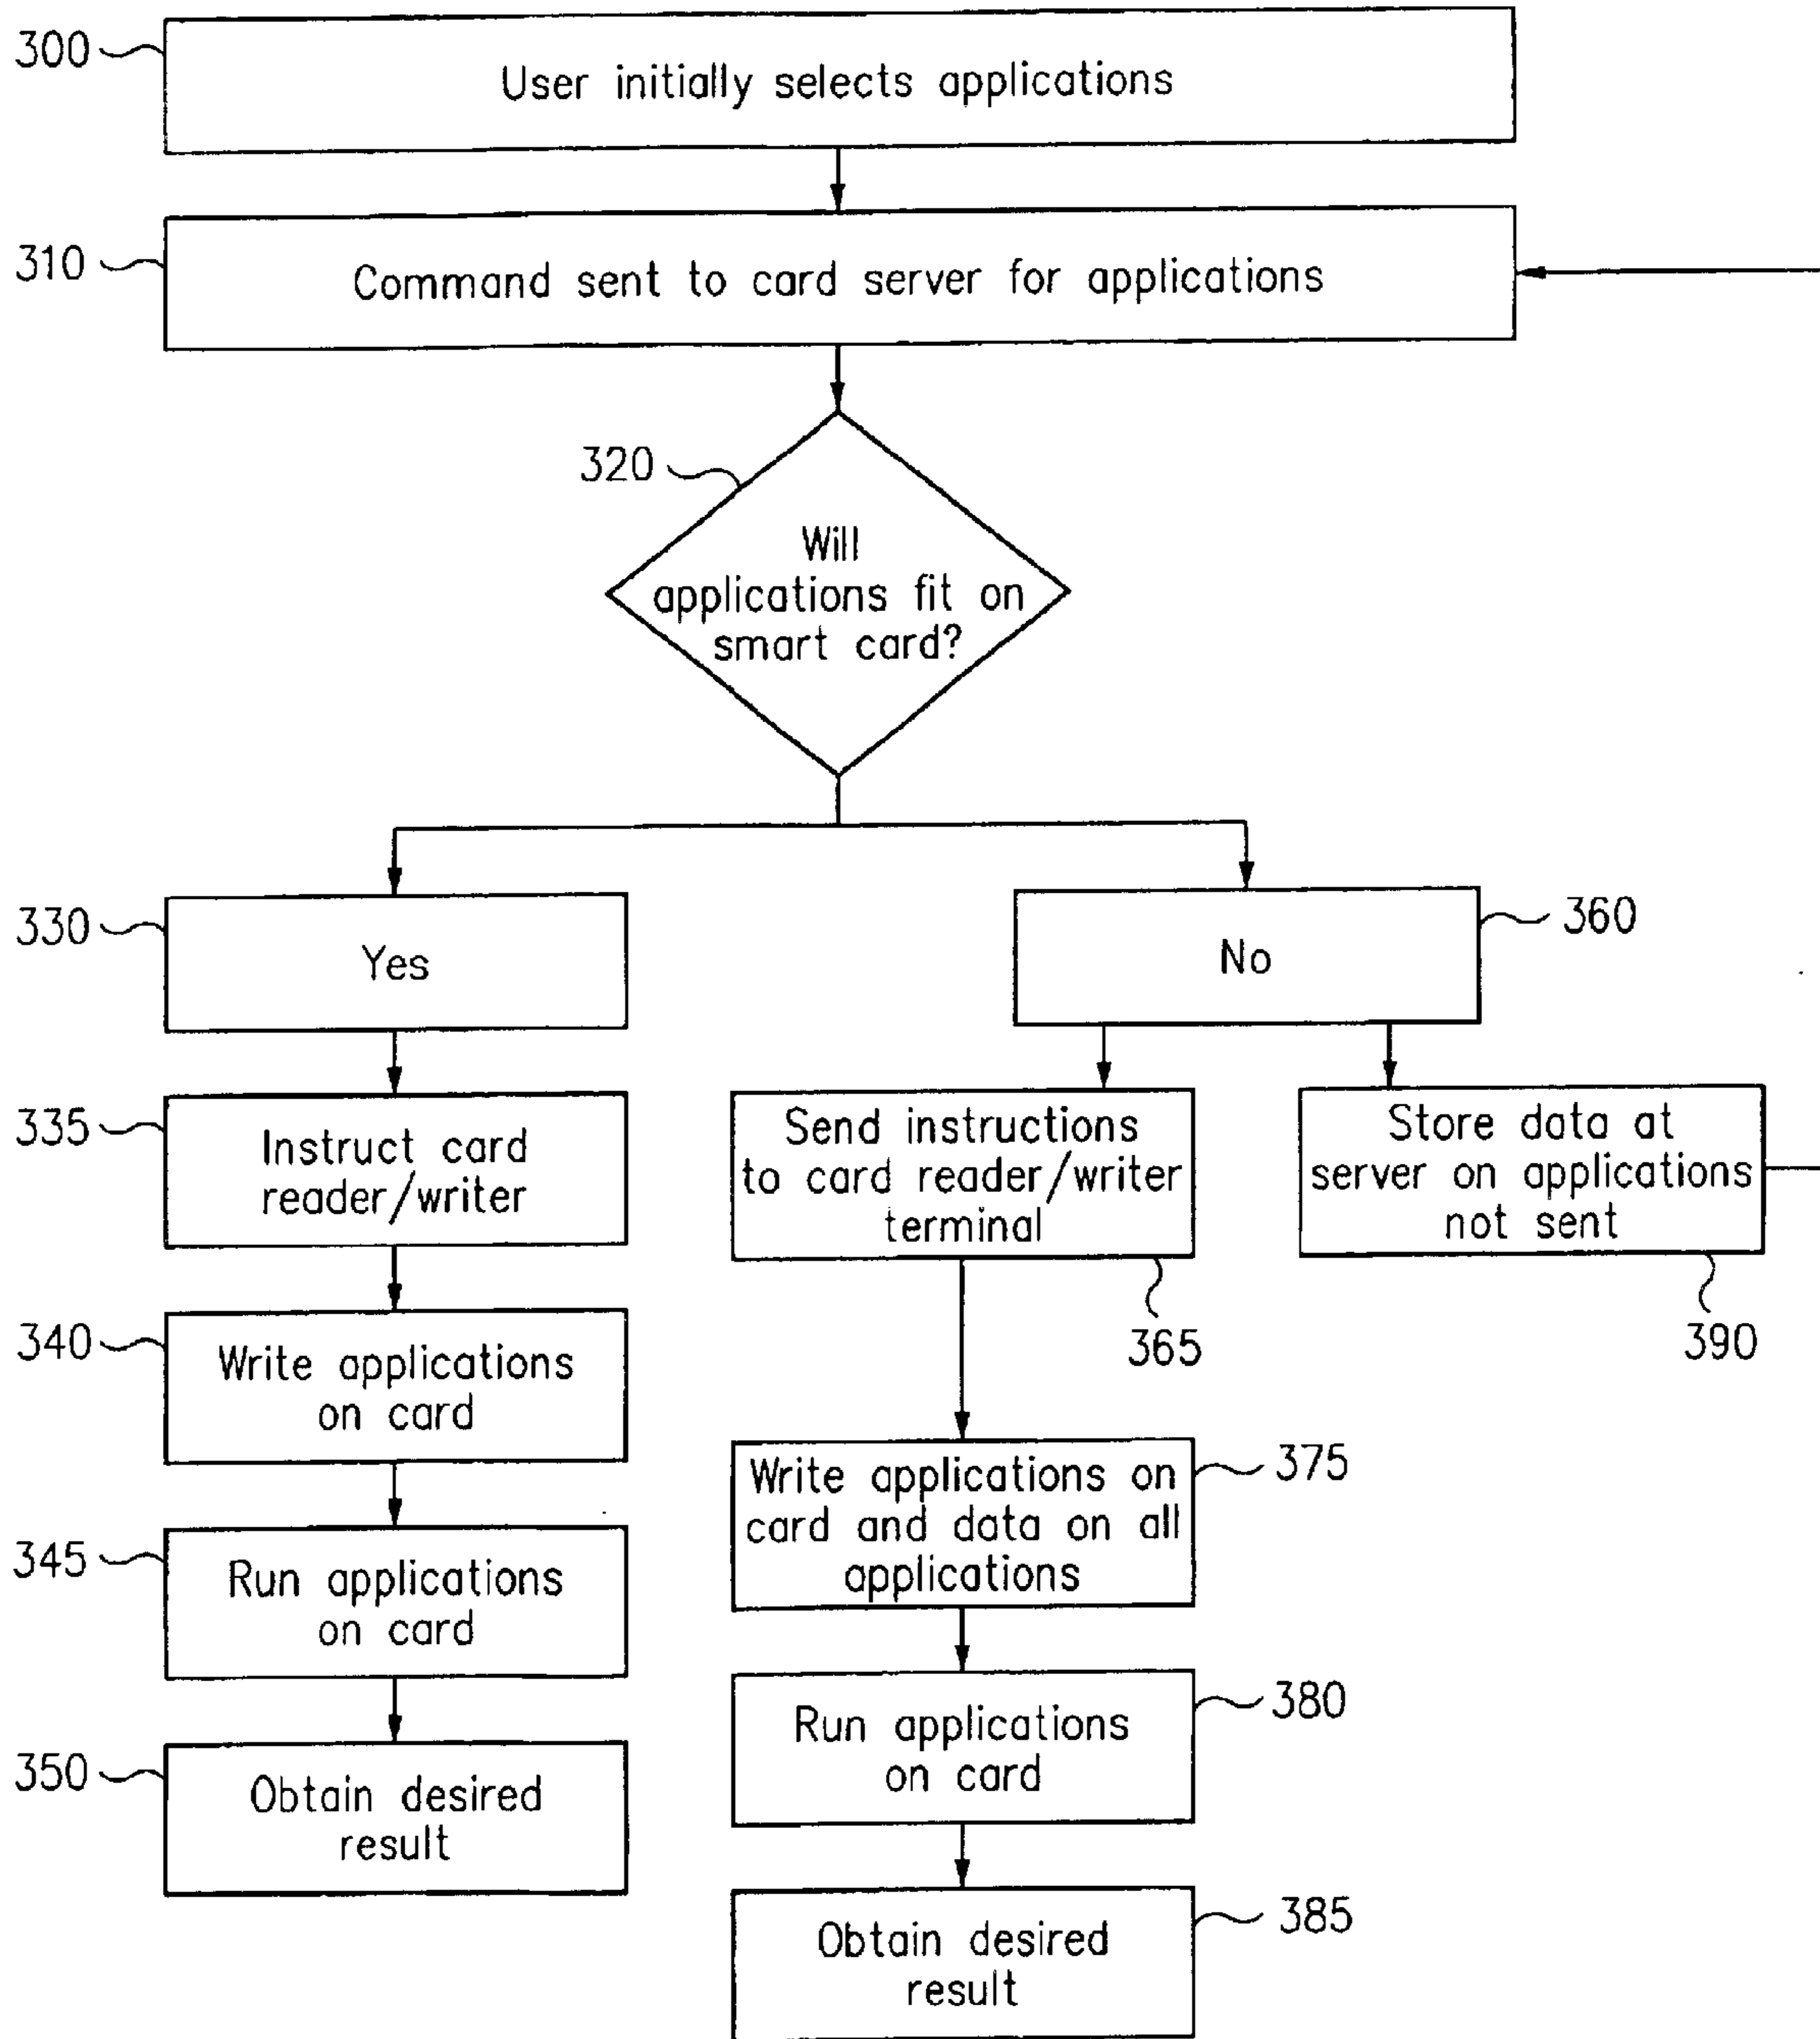 300
User initially selects applications
310
Command sent to card server for applications
320
Will
applications fit on
smart card?
330
Yes
360
No
335
Instruct card
reader/writer
Send instructions
to card reader/writer
terminal
365
Store data at
server on applications
not sent
390
340
Write applications
on card
375
Write applications on
card and data on all
applications
345
Run applications
on card
380
Run applications
on card
350
Obtain desired
result
385
Obtain desired
result